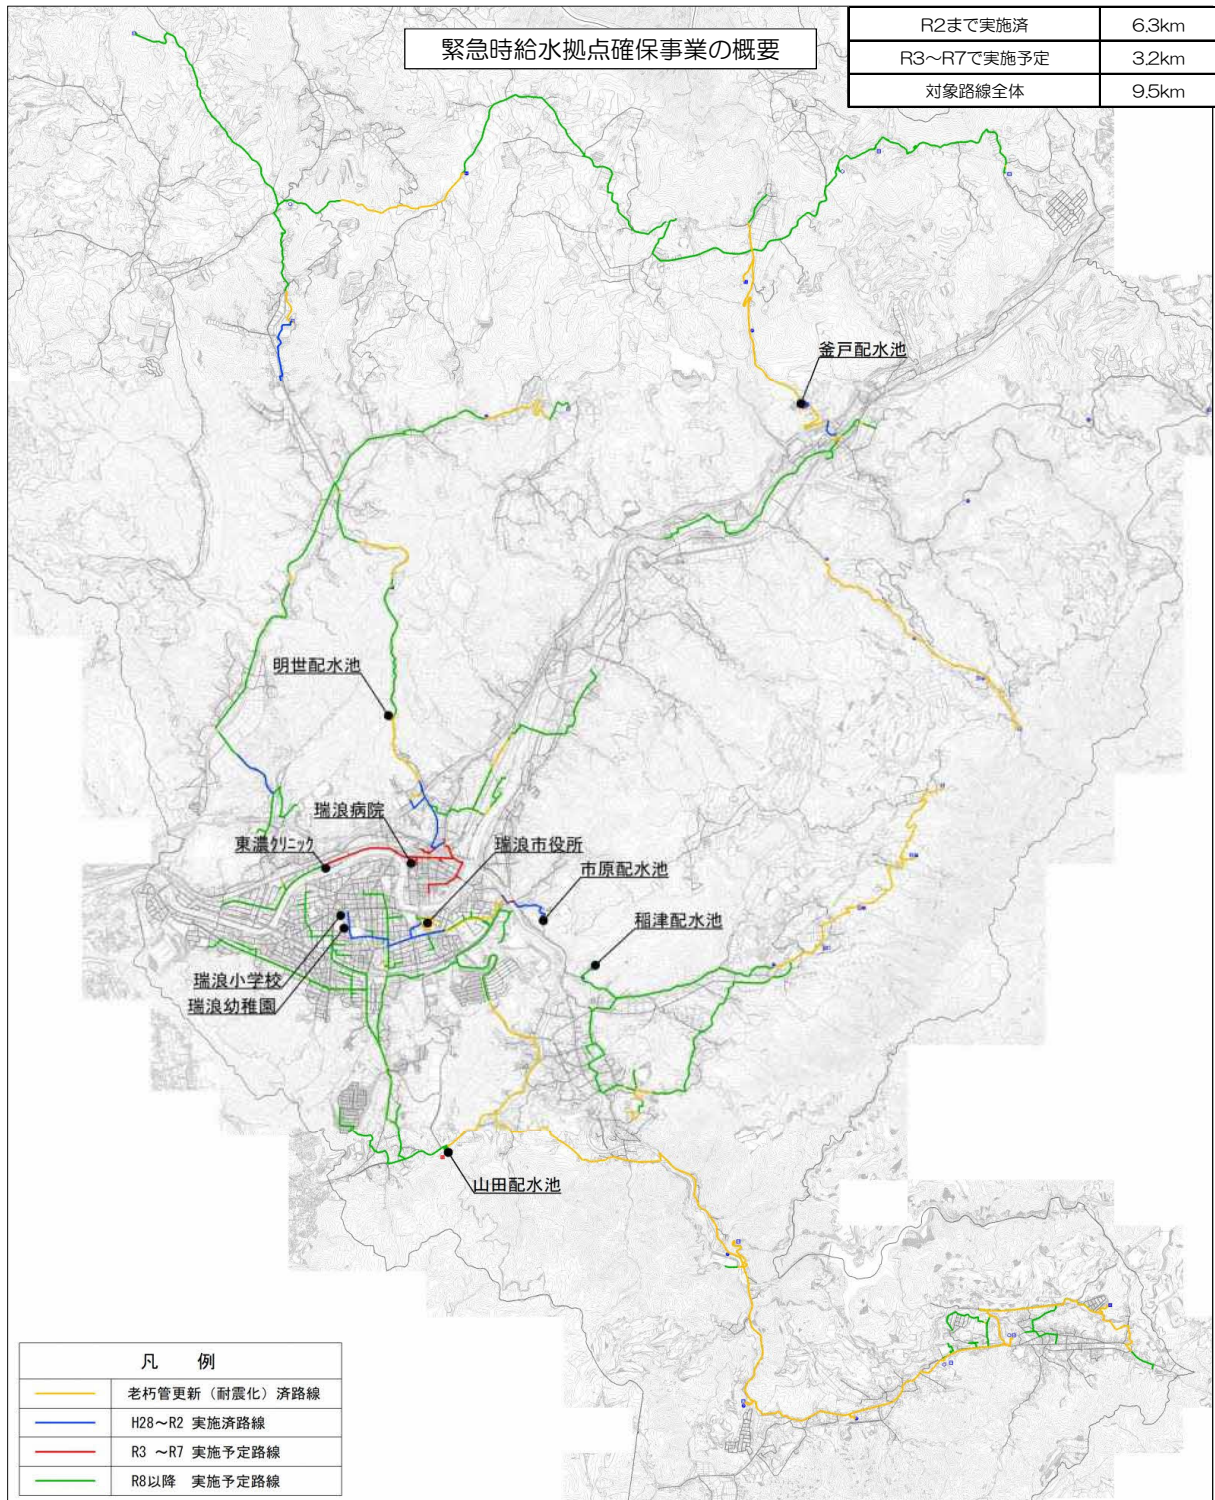 緊急時給水拠点確保事業の概要
R2まで実施済 6.3km
R3～R7で実施予定 3.2km
対象路線全体 9.5km
釜戸配水池
明世配水池
瑞浪病院
東濃クリニック
瑞浪市役所
市原配水池
稲津配水池
瑞浪小学校
瑞浪幼稚園
山田配水池
凡 例
老朽管更新（耐震化）済路線
H28～R2 実施済路線
R3 ～R7 実施予定路線
R8以降 実施予定路線